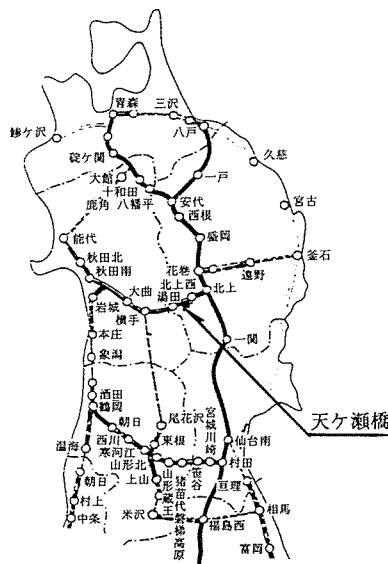 青森
三沢
八戸
鰺ケ沢
碇ケ関
久慈
大館
十和田
一戸
鹿角
八幡平
安代
西根
宮古
能代
盛岡
秋田北
秋田南
花巻
遠野
釜石
大曲
北上西
湯田
北上
岩城
横手
本庄
一関
象潟
酒田
鶴岡
尾花沢
宮城川崎
天ケ瀬橋
朝日
西川
寒河江
山形北
東根
仙台南
温海
上山
山形蔵王
猪苗代磐梯高原
笹谷
村田
亘理
朝日
村上
中条
米沢
福島西
相馬
富岡